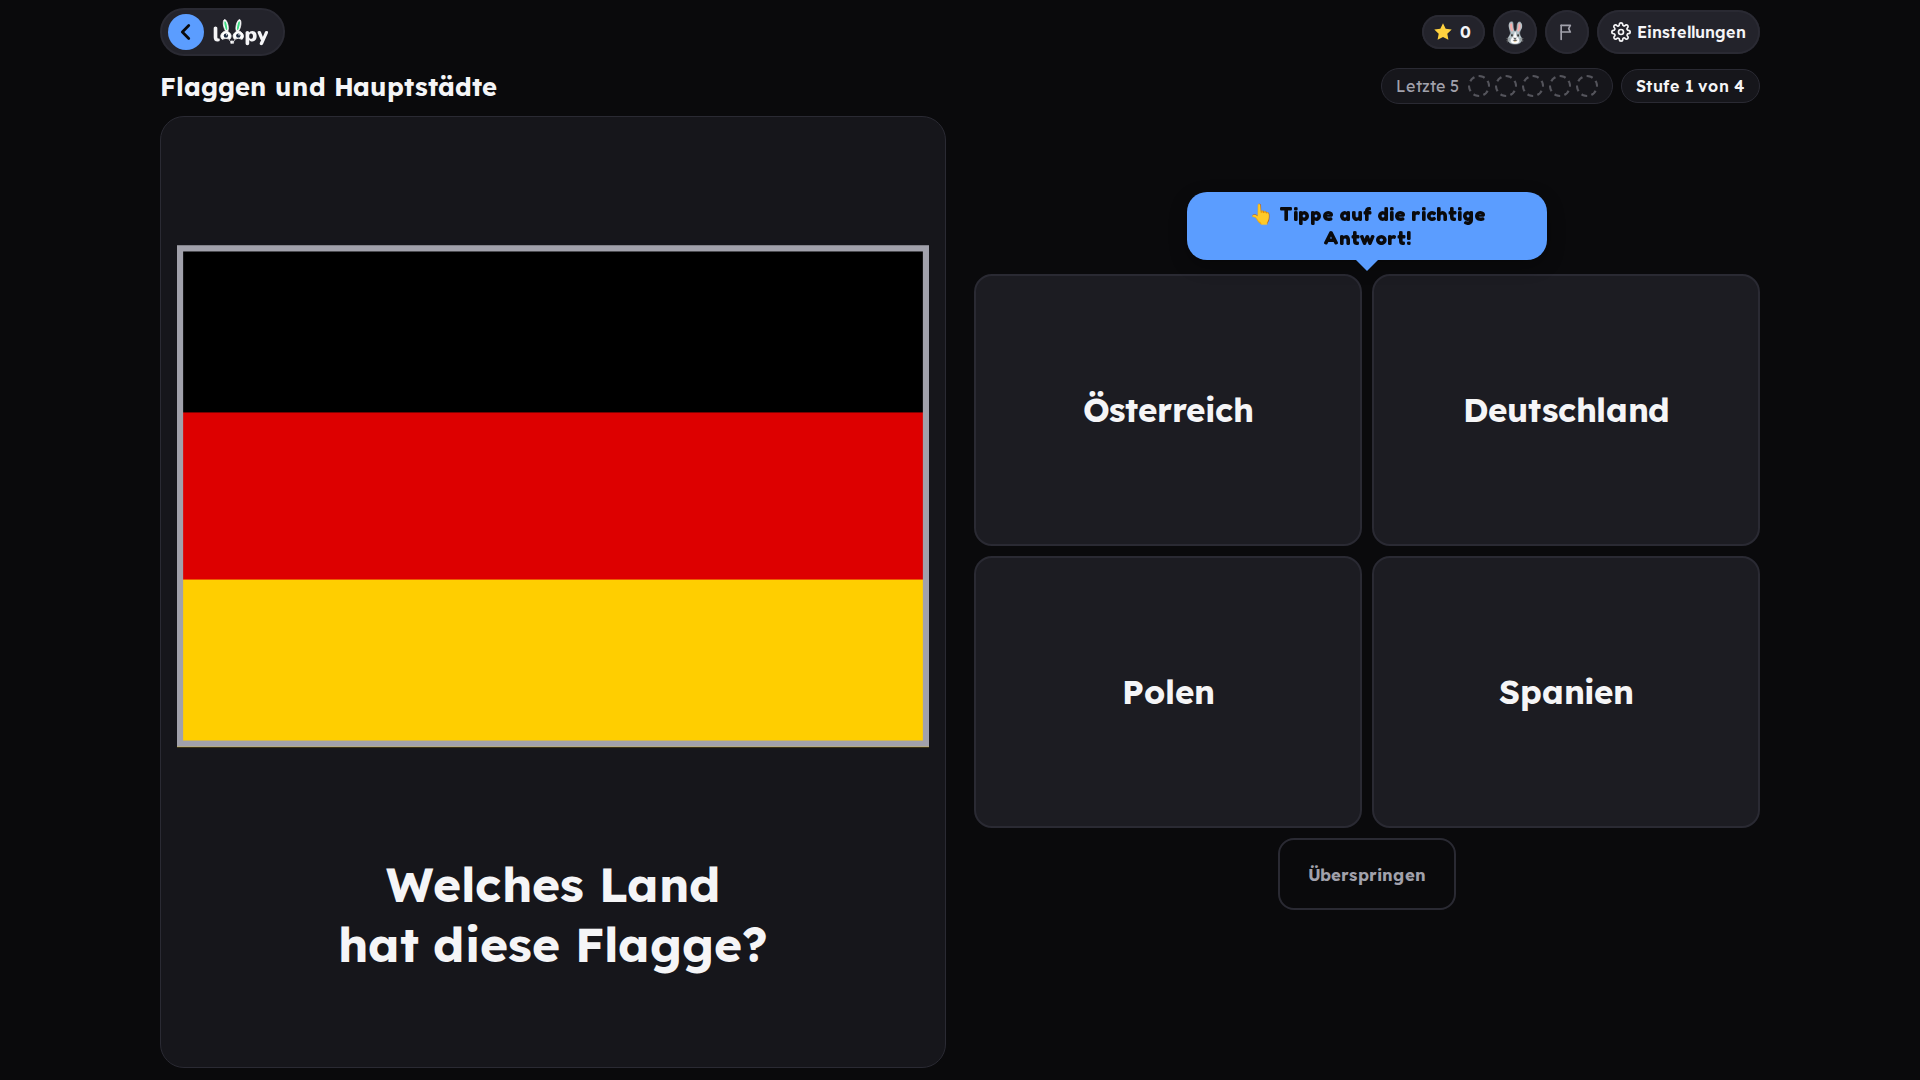 loopy
0
Einstellungen
Flaggen und Hauptstädte
Letzte 5
Stufe 1 von 4
Tippe auf die richtige
Antwort!
Österreich
Deutschland
Polen
Spanien
Überspringen
Welches Land
hat diese Flagge?